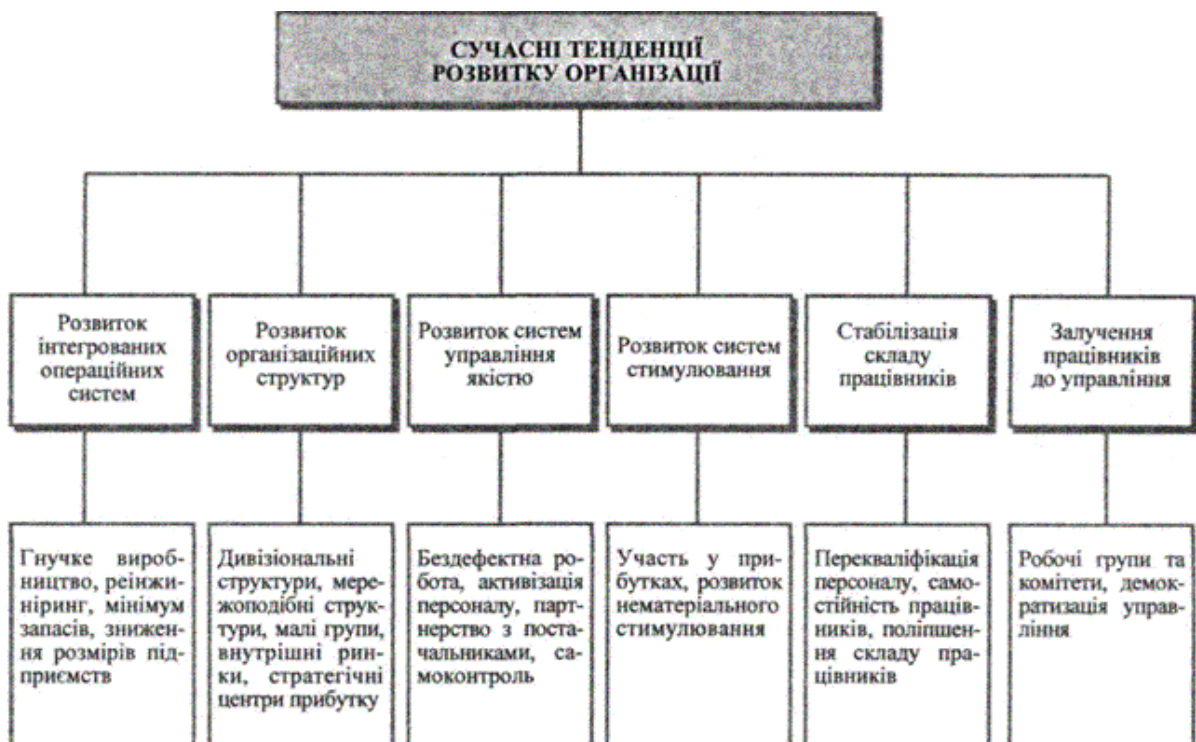 СУЧАСНІ ТЕНДЕНЦІЇ
РОЗВИТКУ ОРГАНІЗАЦІЇ
Розвиток
інтегрованих
операційних
систем
Розвиток
організаційних
структур
Розвиток систем
управління
якістю
Розвиток систем
стимулювання
Стабілізація
складу
працівників
Залучення
працівників
до управління
Гнучке вироб-
ництво, реінжи-
ніринг, мінімум
запасів, знижен-
ня розмірів під-
приємств
Дивізіональні
структури, мере-
жоподібні струк-
тури, малі групи,
внутрішні рин-
ки, стратегічні
центри прибутку
Бездефектна ро-
бота, активізація
персоналу, парт-
нерство з поста-
чальниками, са-
моконтроль
Участь у при-
бутках, розвиток
нематеріального
стимулювання
Перекваліфікація
персоналу, само-
стійність праців-
ників, поліпшен-
ня складу пра-
цівників
Робочі групи та
комітети, демок-
ратизація управ-
ління